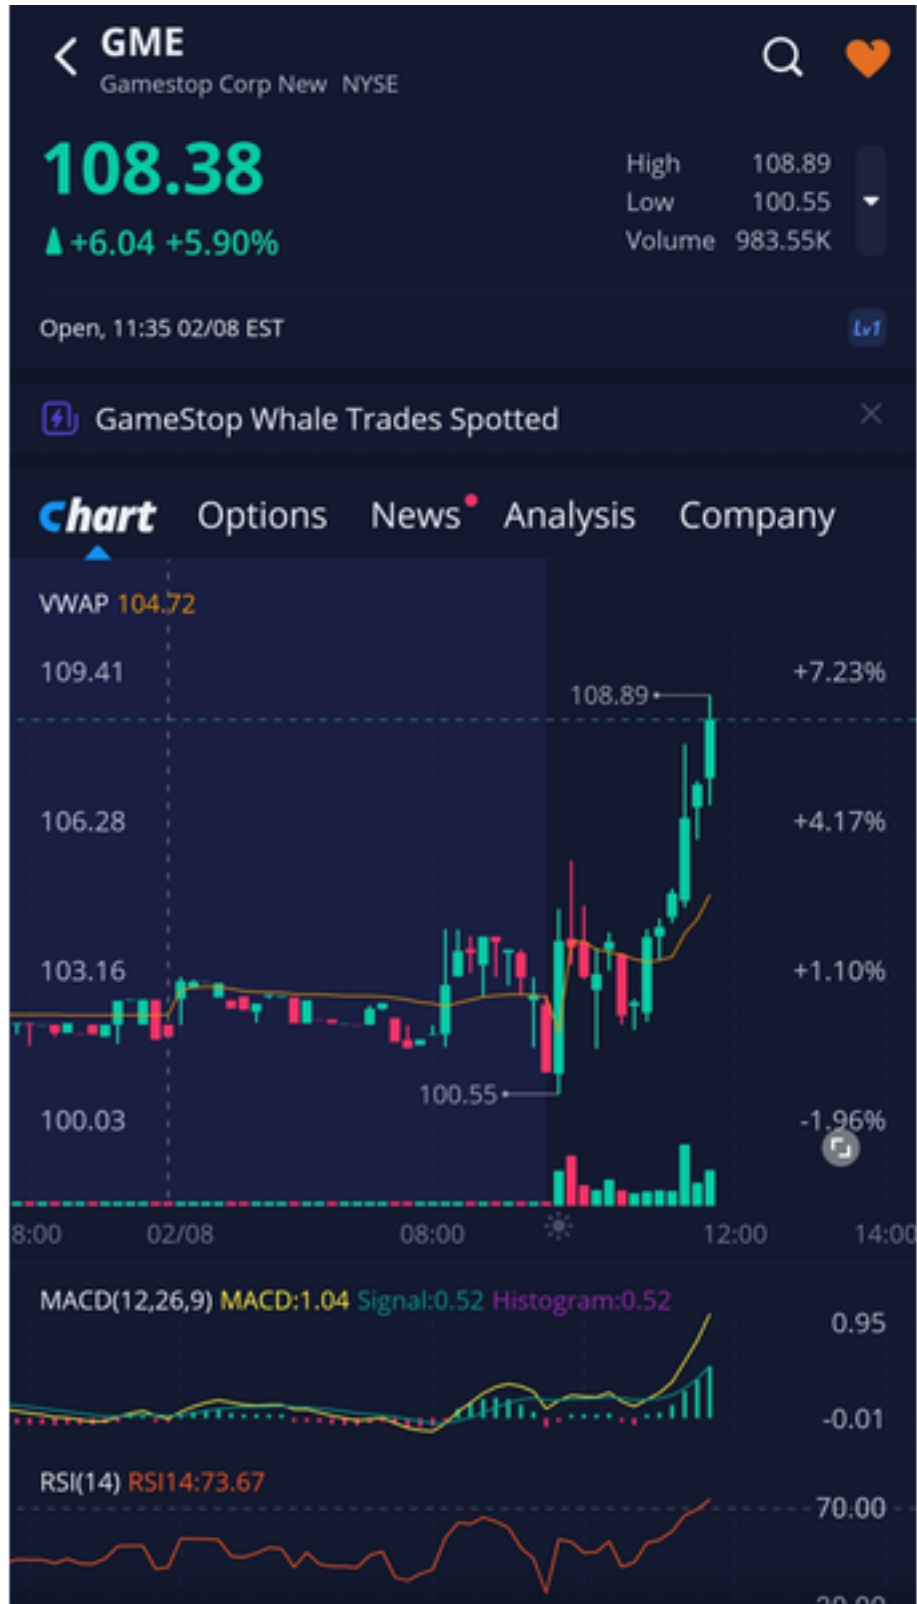 GME
Gamestop Corp New NYSE
108.38
+6.04 +5.90%
High 108.89
Low 100.55
Volume 983.55K
Open, 11:35 02/08 EST
Lv1
GameStop Whale Trades Spotted
Chart Options News Analysis Company
VWAP 104.72
109.41 +7.23%
108.89
106.28 +4.17%
103.16 +1.10%
100.55
100.03 -1.96%
8:00 02/08 08:00 12:00 14:00
MACD(12,26,9) MACD:1.04 Signal:0.52 Histogram:0.52
0.95
-0.01
RSI(14) RSI14:73.67
70.00